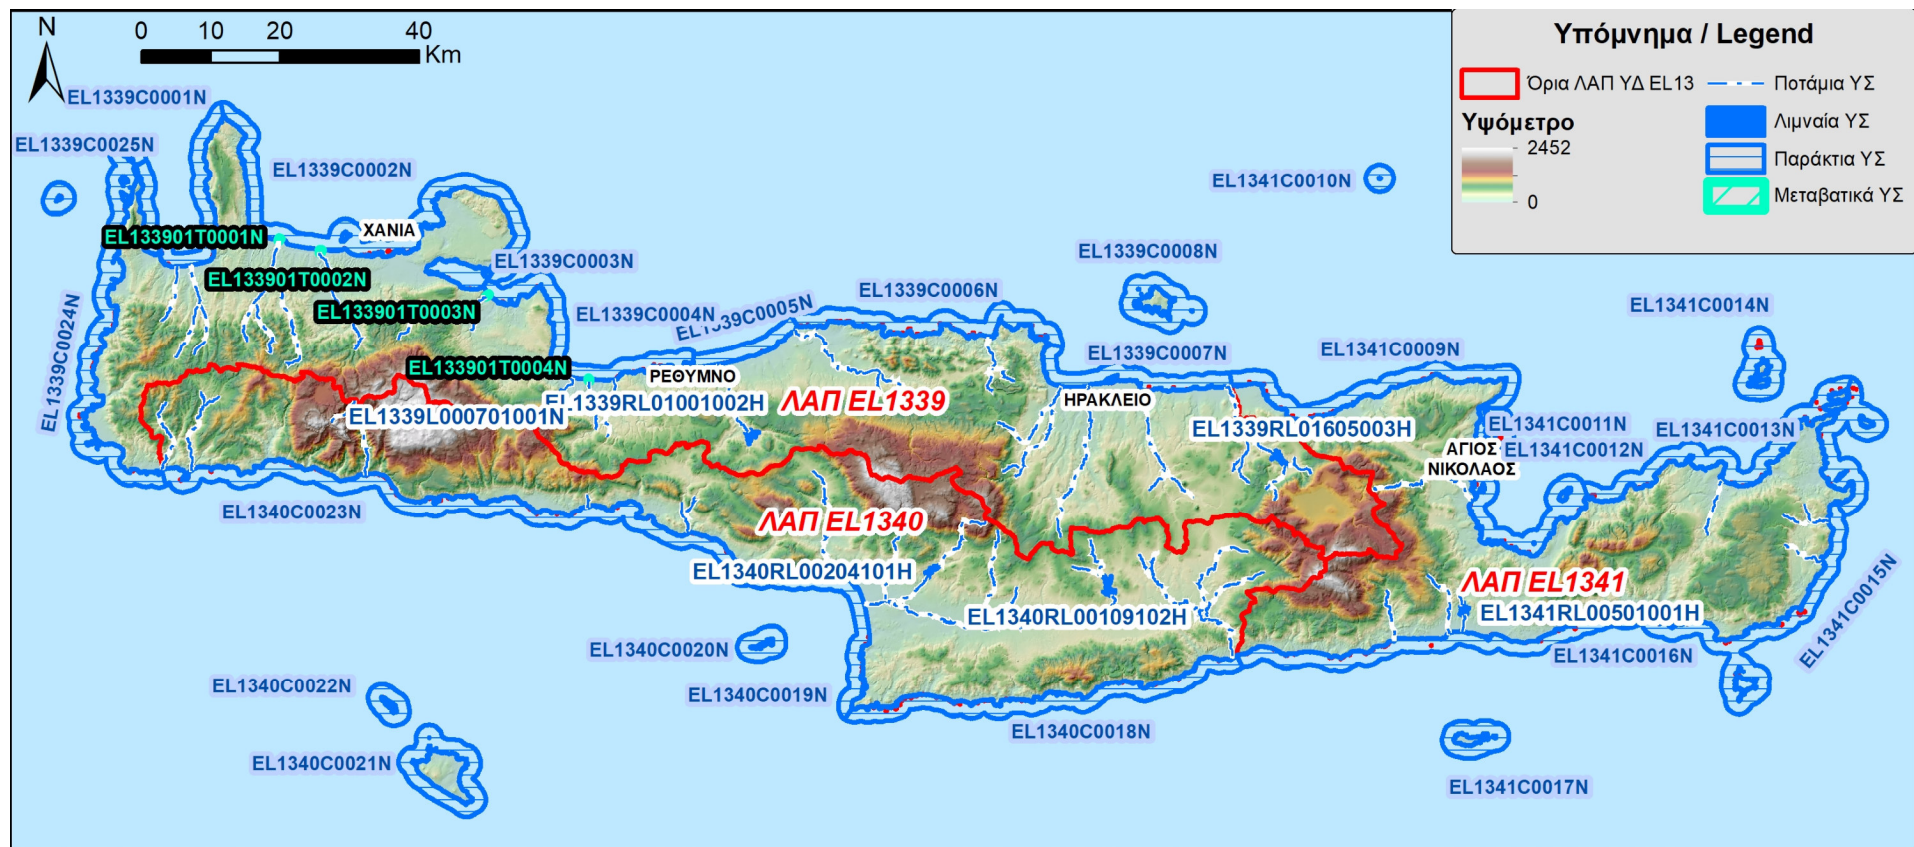 N
0 10 20 40
Km
Υπόμνημα / Legend
Όρια ΛΑΠ ΥΔ EL13
Υψόμετρο
2452
0
Ποτάμια ΥΣ
Λιμναία ΥΣ
Παράκτια ΥΣ
Μεταβατικά ΥΣ
EL1339C0001N
EL1339C0025N
EL1339C0002N
EL1341C0010N
EL133901T0001N
ΧΑΝΙΑ
EL1339C0003N
EL1339C0008N
EL133901T0002N
EL1339C0006N
EL1341C0014N
EL133901T0003N
EL1339C0004N
EL1339C0005N
EL1339C0024N
EL1339C0007N
EL1341C0009N
EL133901T0004N
ΡΕΘΥΜΝΟ
EL1339RL01001002H
ΛΑΠ EL1339
ΗΡΑΚΛΕΙΟ
EL1339L000701001N
EL1339RL01605003H
EL1341C0011N
EL1341C0013N
ΑΓΙΟΣ
ΝΙΚΟΛΑΟΣ
EL1341C0012N
EL1340C0023N
ΛΑΠ EL1340
EL1340RL00204101H
ΛΑΠ EL1341
EL1341C0015N
EL1340RL00109102H
EL1341RL00501001H
EL1340C0020N
EL1341C0016N
EL1340C0022N
EL1340C0019N
EL1340C0018N
EL1340C0021N
EL1341C0017N